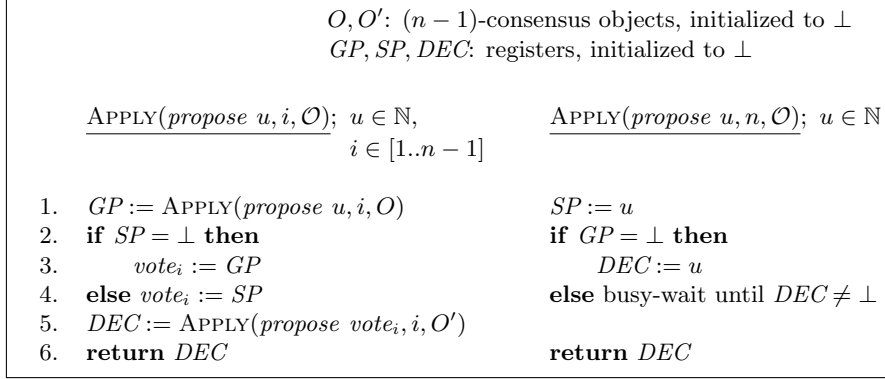 O, O′: (n − 1)-consensus objects, initialized to ⊥
GP, SP, DEC: registers, initialized to ⊥
APPLY(propose u, i, 𝒪); u ∈ ℕ,
i ∈ [1..n − 1]
APPLY(propose u, n, 𝒪); u ∈ ℕ
1. GP := APPLY(propose u, i, O) SP := u
2. if SP = ⊥ then if GP = ⊥ then
3. vote_i := GP DEC := u
4. else vote_i := SP else busy-wait until DEC ≠ ⊥
5. DEC := APPLY(propose vote_i, i, O′)
6. return DEC return DEC